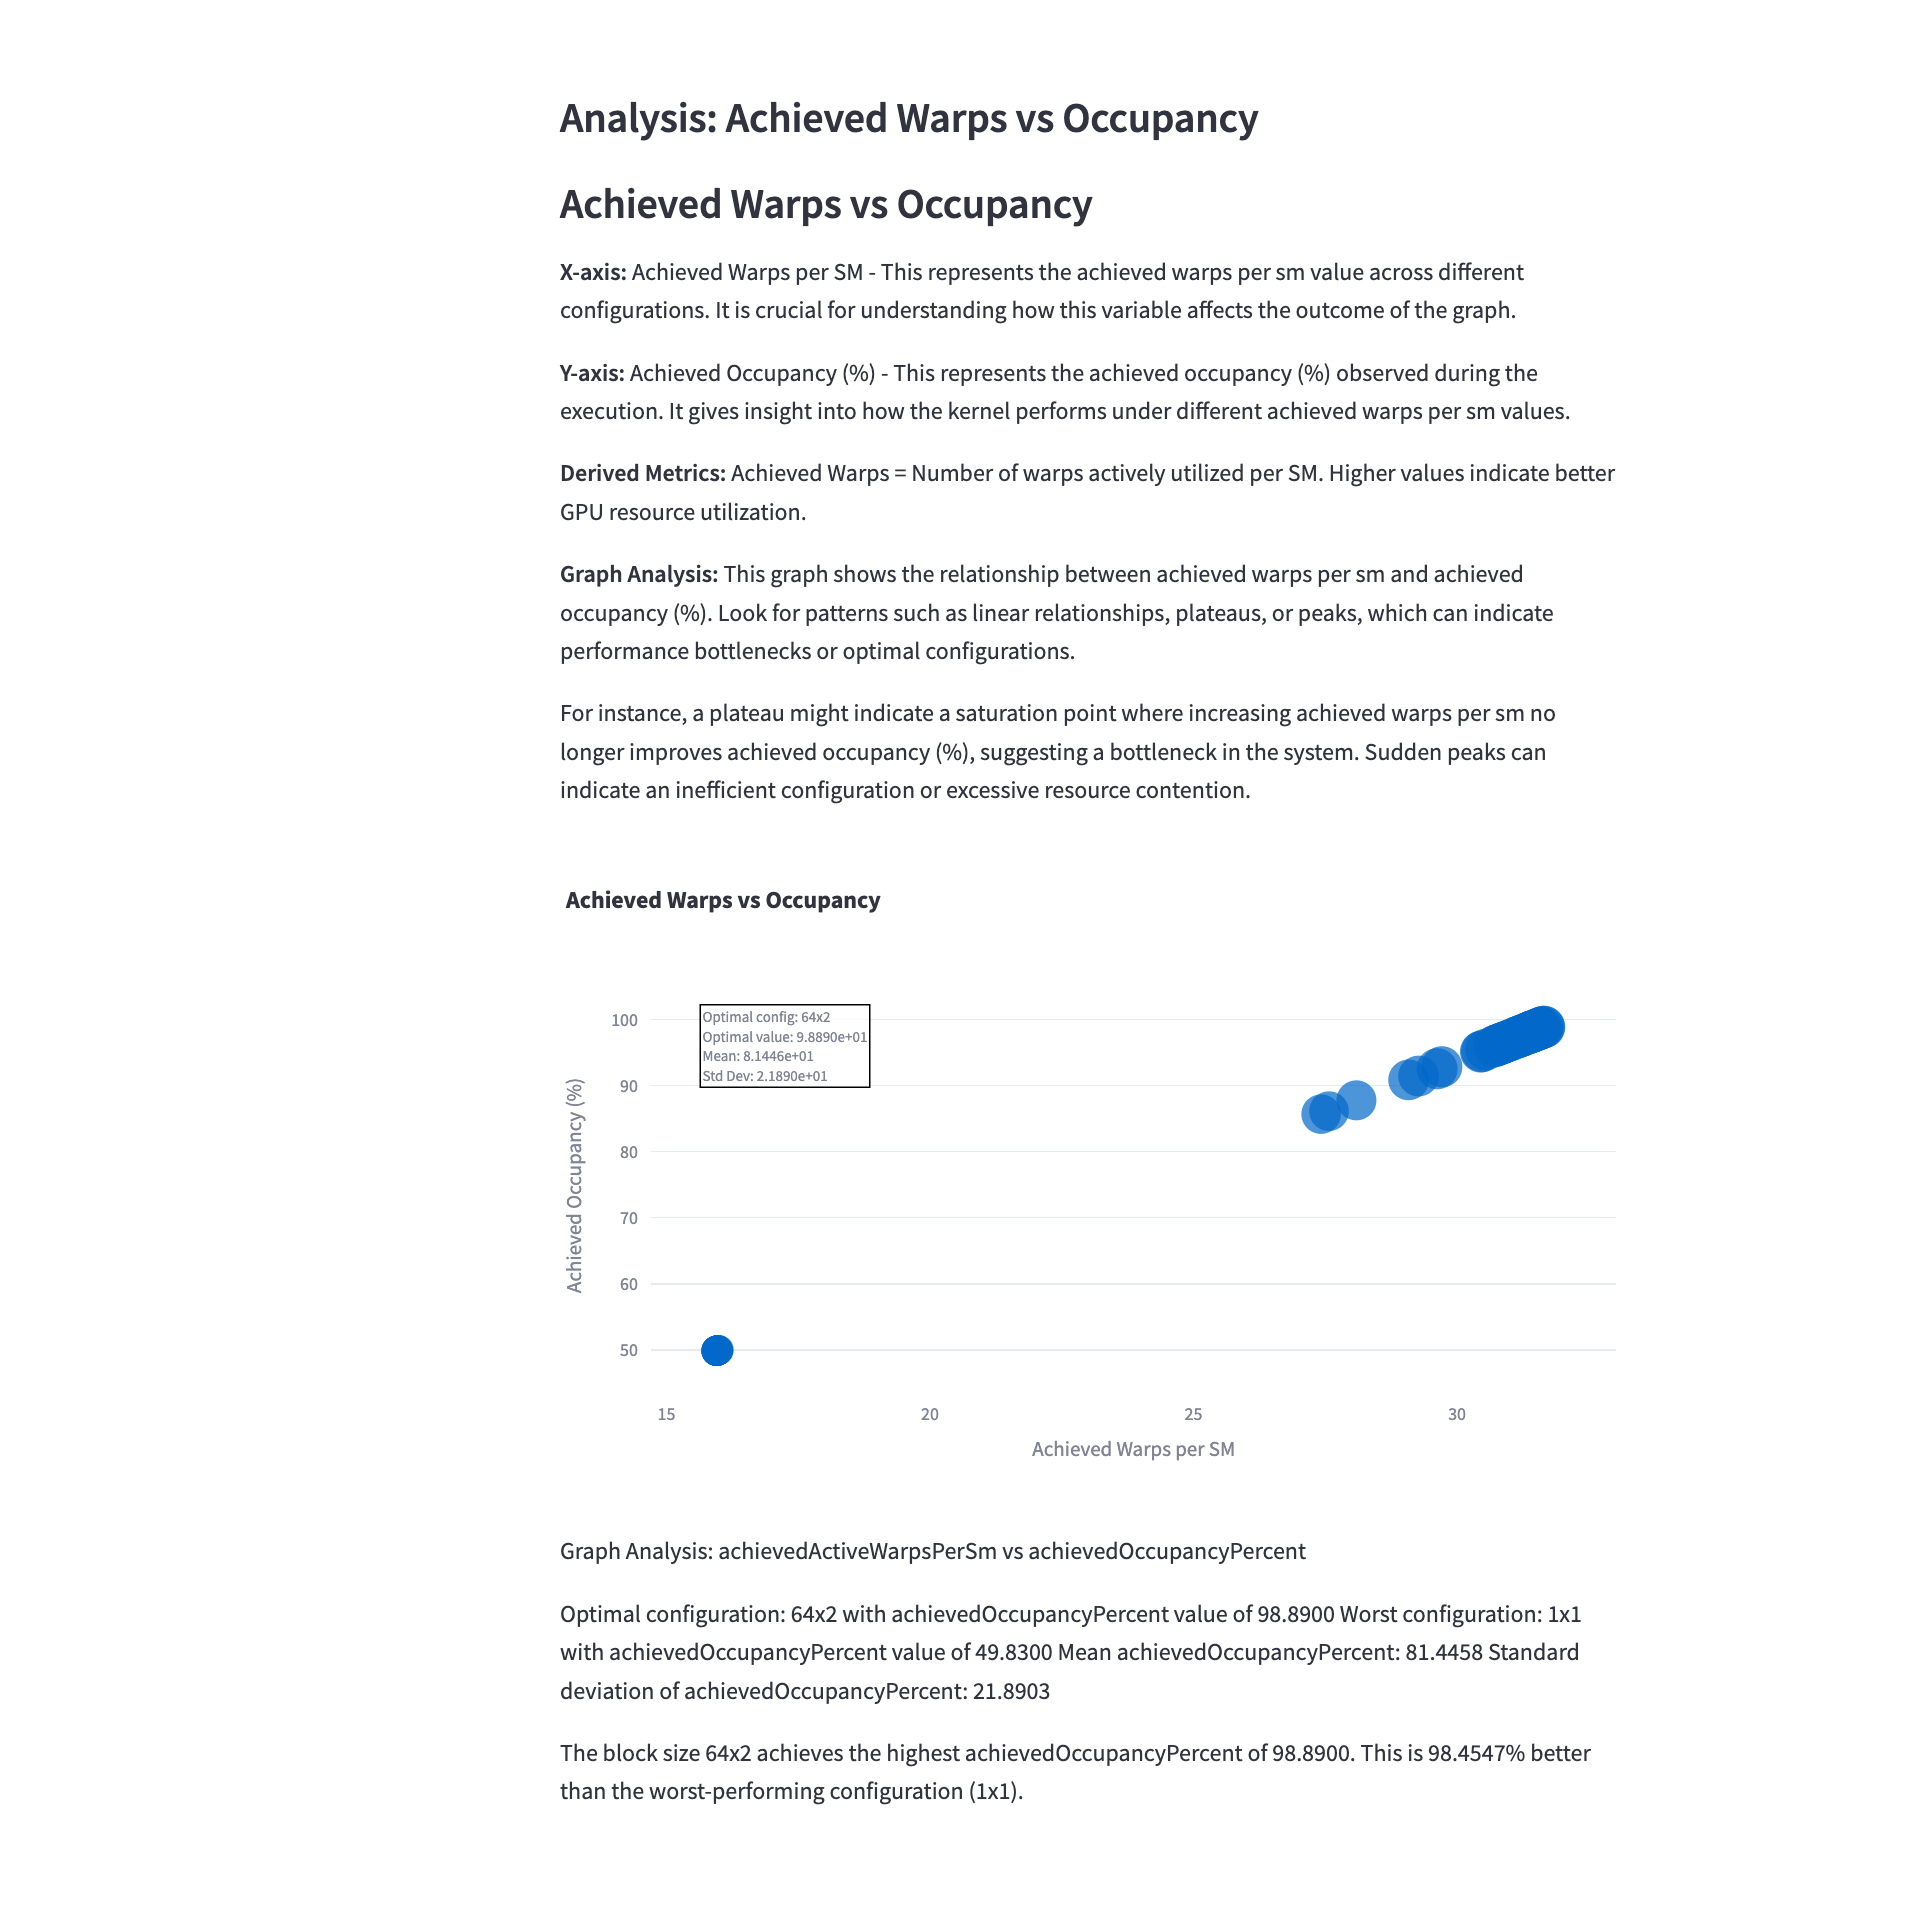 Analysis: Achieved Warps vs Occupancy
Achieved Warps vs Occupancy
X-axis: Achieved Warps per SM - This represents the achieved warps per sm value across different
configurations. It is crucial for understanding how this variable affects the outcome of the graph.
Y-axis: Achieved Occupancy (%) - This represents the achieved occupancy (%) observed during the
execution. It gives insight into how the kernel performs under different achieved warps per sm values.
Derived Metrics: Achieved Warps = Number of warps actively utilized per SM. Higher values indicate better
GPU resource utilization.
Graph Analysis: This graph shows the relationship between achieved warps per sm and achieved
occupancy (%). Look for patterns such as linear relationships, plateaus, or peaks, which can indicate
performance bottlenecks or optimal configurations.
For instance, a plateau might indicate a saturation point where increasing achieved warps per sm no
longer improves achieved occupancy (%), suggesting a bottleneck in the system. Sudden peaks can
indicate an inefficient configuration or excessive resource contention.
Achieved Warps vs Occupancy
Optimal config: 64x2
Optimal value: 9.8890e+01
Mean: 8.1446e+01
Std Dev: 2.1890e+01
100
90
80
70
60
50
Achieved Occupancy (%)
15 20 25 30
Achieved Warps per SM
Graph Analysis: achievedActiveWarpsPerSm vs achievedOccupancyPercent
Optimal configuration: 64x2 with achievedOccupancyPercent value of 98.8900 Worst configuration: 1x1
with achievedOccupancyPercent value of 49.8300 Mean achievedOccupancyPercent: 81.4458 Standard
deviation of achievedOccupancyPercent: 21.8903
The block size 64x2 achieves the highest achievedOccupancyPercent of 98.8900. This is 98.4547% better
than the worst-performing configuration (1x1).